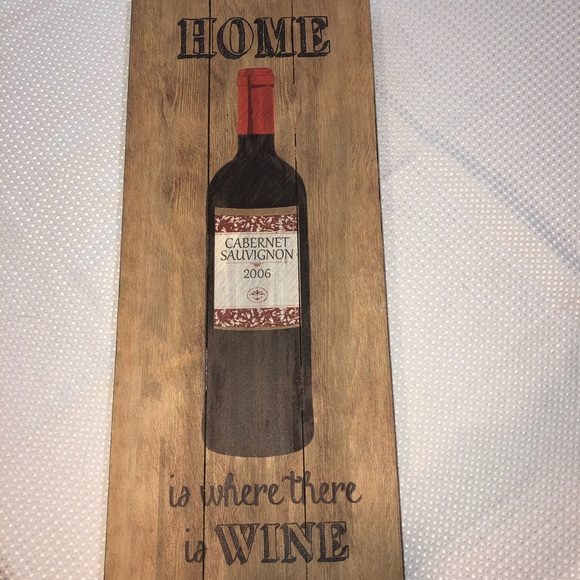 HOME
CABERNET
SAUVIGNON
2006
is where there
is WINE